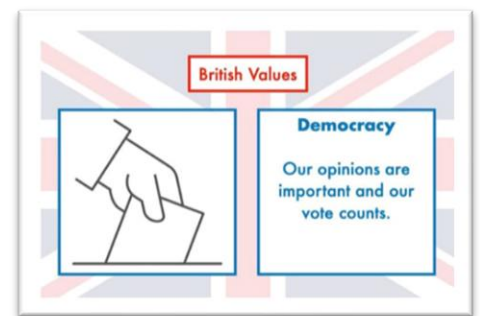 British Values
Democracy
Our opinions are
important and our
vote counts.